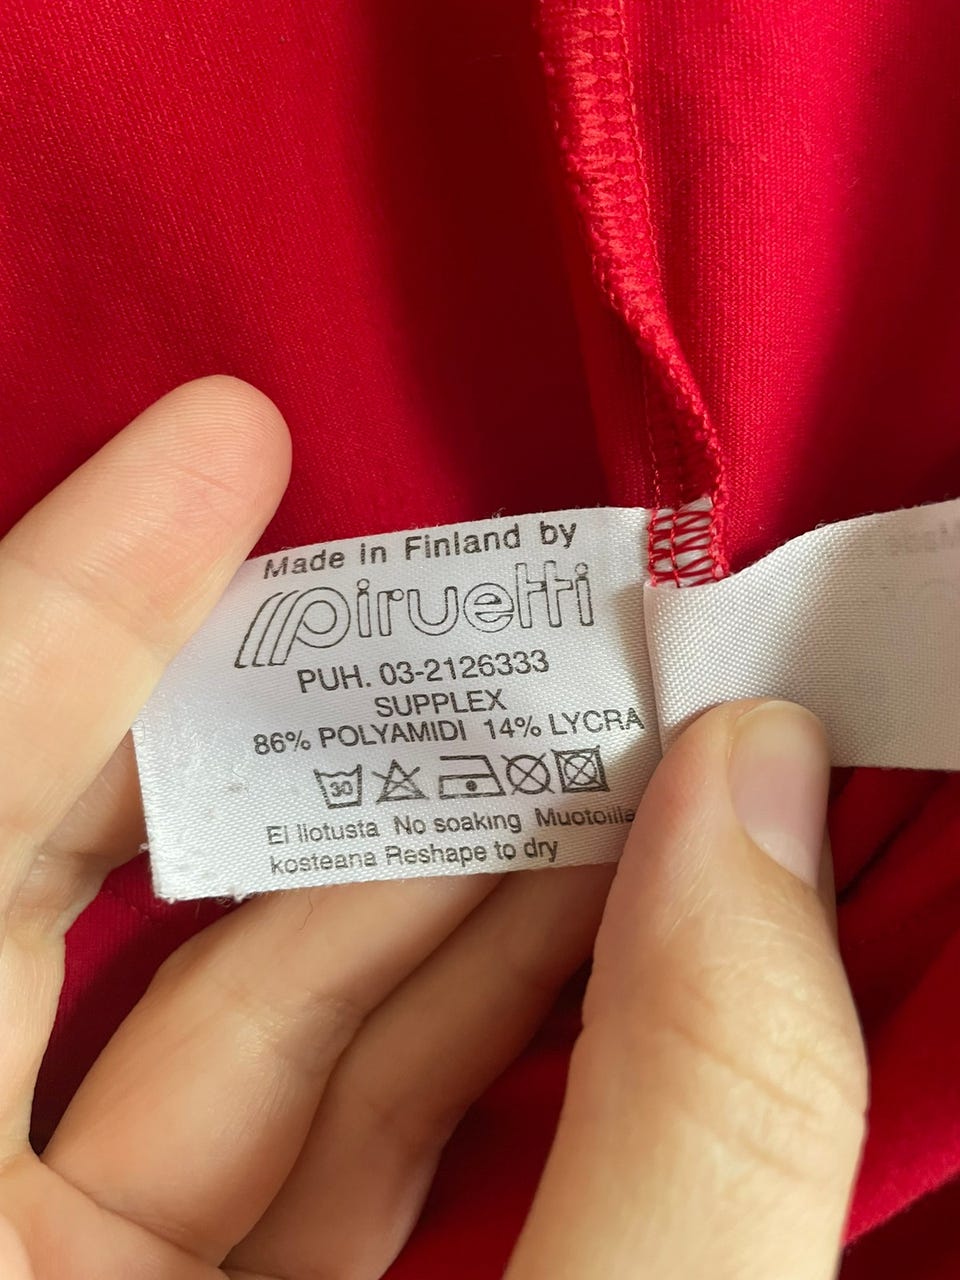 Made in Finland by
piruetti
PUH. 03-2126333
SUPPLEX
86% POLYAMIDI 14% LYCRA
30
Ei liotusta No soaking Muotoille
kosteana Reshape to dry